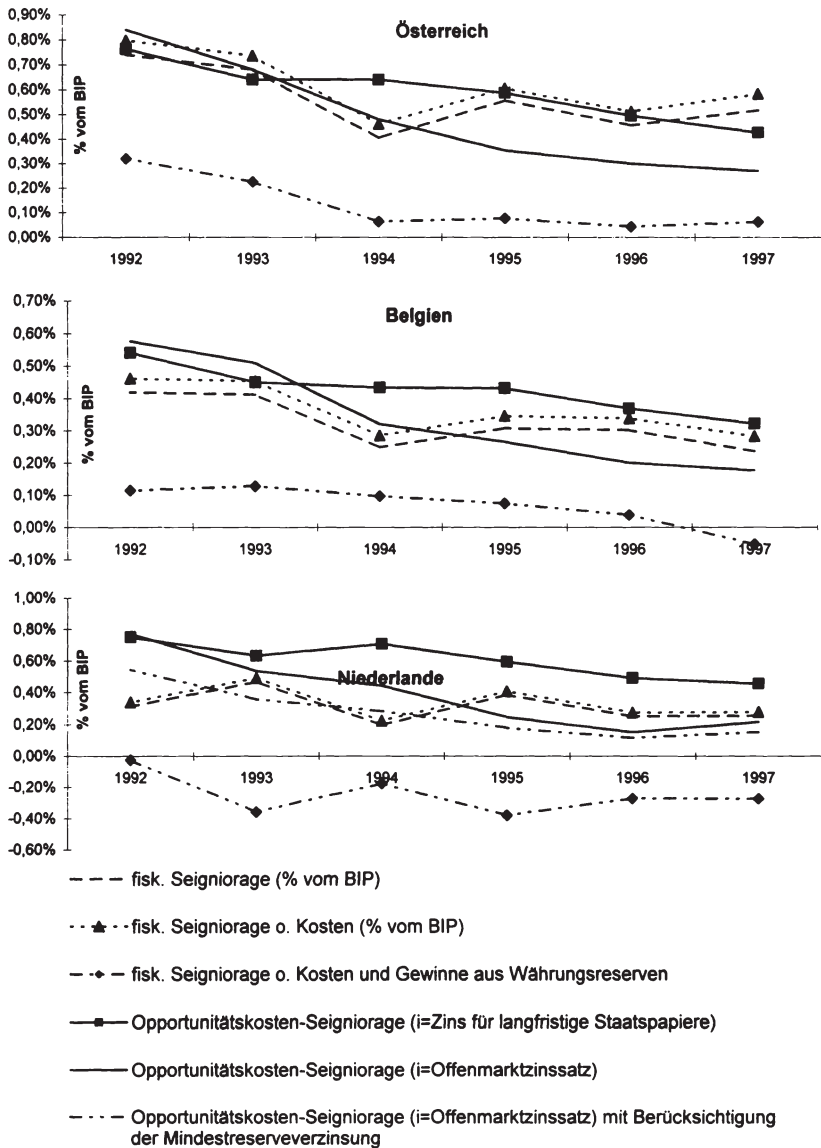 Österreich
% vom BIP
0,90%
0,80%
0,70%
0,60%
0,50%
0,40%
0,30%
0,20%
0,10%
0,00%
1992 1993 1994 1995 1996 1997
Belgien
% vom BIP
0,70%
0,60%
0,50%
0,40%
0,30%
0,20%
0,10%
0,00%
-0,10%
1992 1993 1994 1995 1996 1997
Niederlande
% vom BIP
1,00%
0,80%
0,60%
0,40%
0,20%
0,00%
-0,20%
-0,40%
-0,60%
1992 1993 1994 1995 1996 1997
fisk. Seigniorage (% vom BIP)
fisk. Seigniorage o. Kosten (% vom BIP)
fisk. Seigniorage o. Kosten und Gewinne aus Währungsreserven
Opportunitätskosten-Seigniorage (i=Zins für langfristige Staatspapiere)
Opportunitätskosten-Seigniorage (i=Offenmarktzinssatz)
Opportunitätskosten-Seigniorage (i=Offenmarktzinssatz) mit Berücksichtigung
der Mindestreserveverzinsung